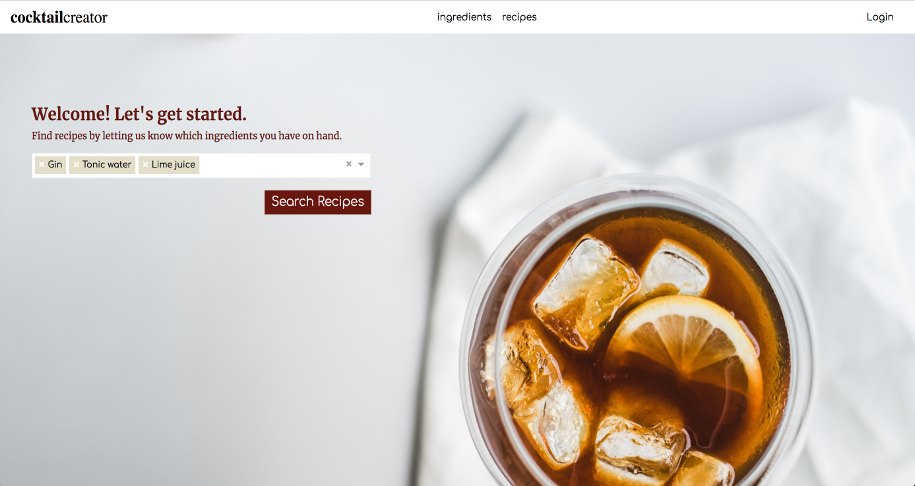 cocktailcreator
ingredients recipes
Login
Welcome! Let's get started.
Find recipes by letting us know which ingredients you have on hand.
× Gin × Tonic water × Lime juice ×
Search Recipes